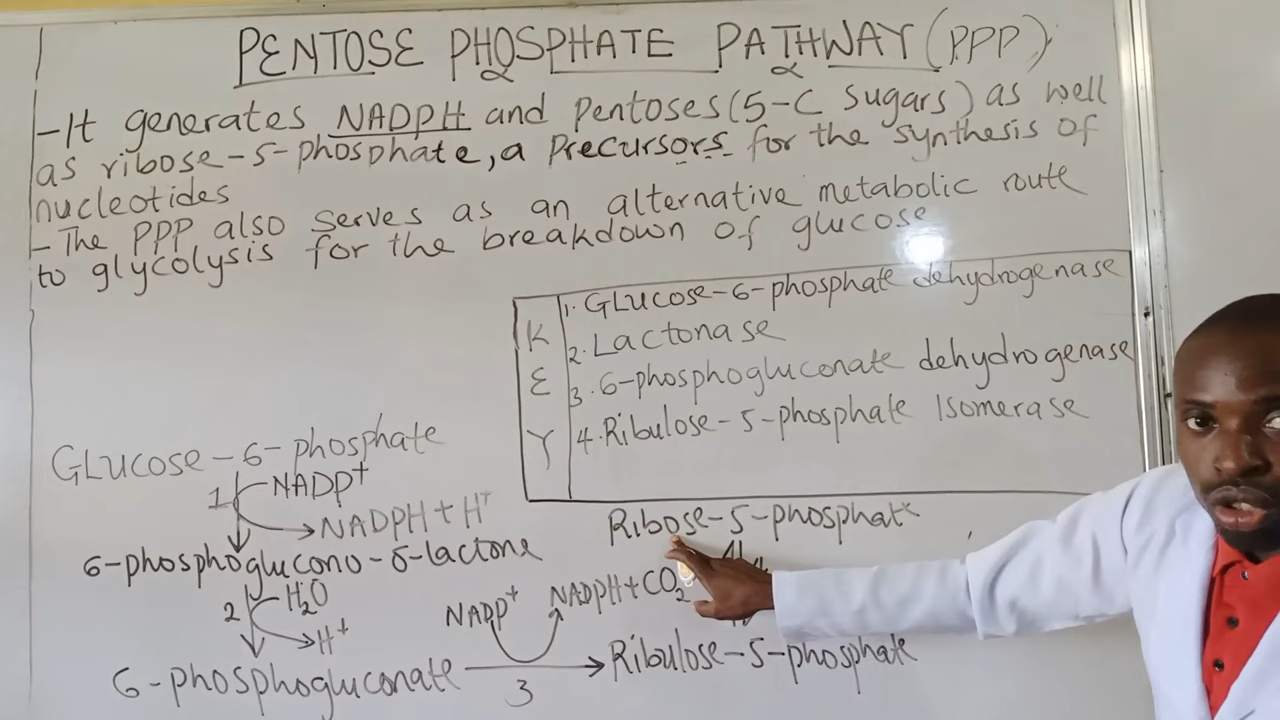 PENTOSE PHOSPHATE PATHWAY (PPP)
-It generates NADPH and pentoses (5-C sugars) as well
as ribose-5-phosphate, a precursors for the synthesis of
nucleotides
- The PPP also serves as an alternative metabolic route
to glycolysis for the breakdown of glucose
KEY
1. Glucose-6-phosphate dehydrogenase
2. Lactonase
3. 6-phosphogluconate dehydrogenase
4. Ribulose-5-phosphate Isomerase
Glucose-6-phosphate
1 NADP+
NADPH + H+
6-phosphoglucono-δ-lactone
2 H2O
H+
6-phosphogluconate
NADP+ NADPH + CO2
3
Ribose-5-phosphate
Ribulose-5-phosphate